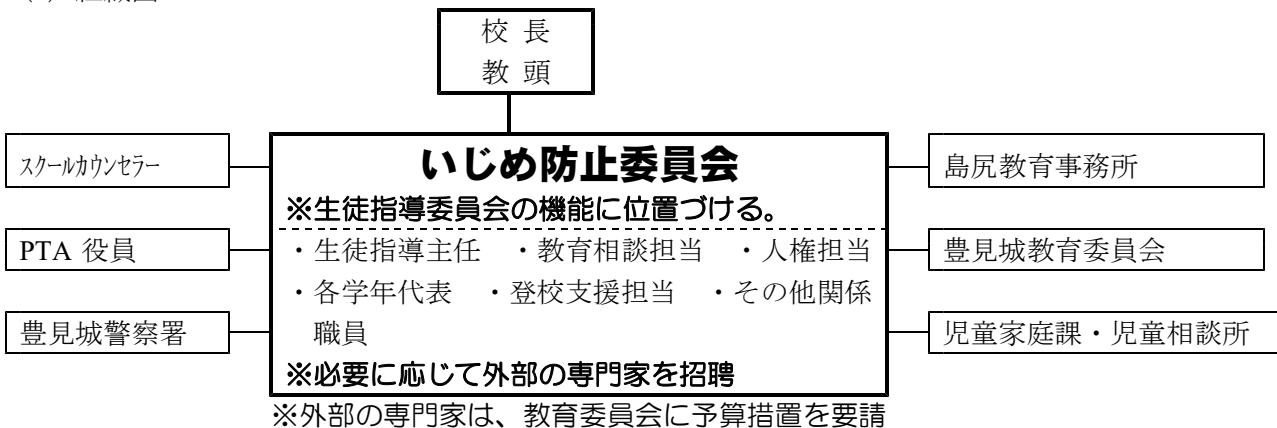 校 長
教 頭
スクールカウンセラー
PTA 役員
豊見城警察署
いじめ防止委員会
※生徒指導委員会の機能に位置づける。
・生徒指導主任 ・教育相談担当 ・人権担当
・各学年代表 ・登校支援担当 ・その他関係
職員
※必要に応じて外部の専門家を招聘
島尻教育事務所
豊見城教育委員会
児童家庭課・児童相談所
※外部の専門家は、教育委員会に予算措置を要請